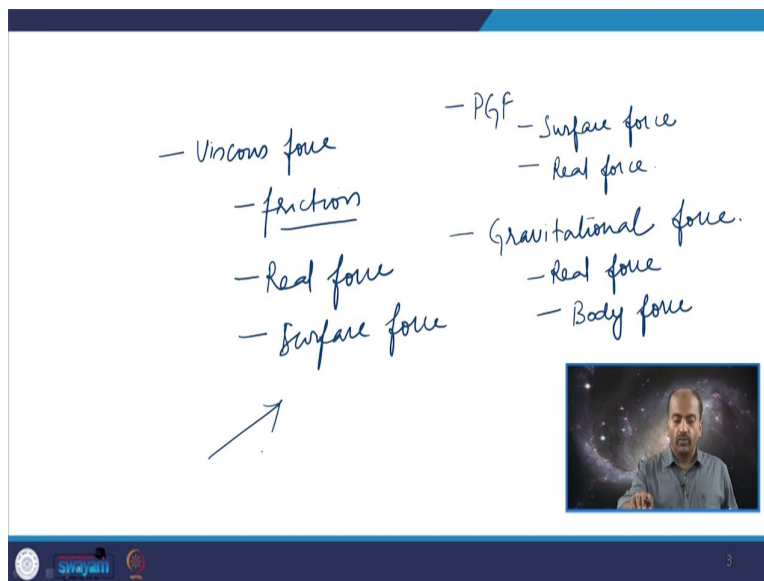 - Viscous force
- friction
- Real force
- Surface force
- PGF
- Surface force
- Real force.
- Gravitational force.
- Real force
- Body force
swayam
3